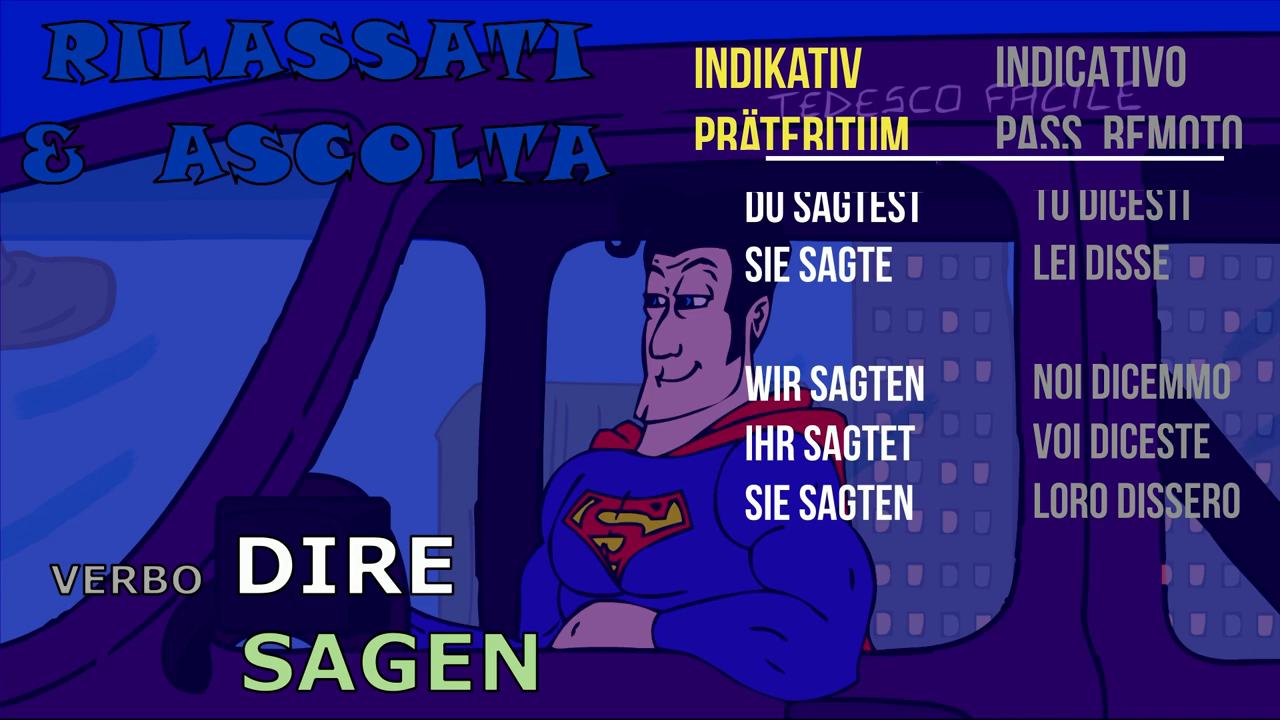 RILASSATI
& ASCOLTA
INDIKATIV INDICATIVO
TEDESCO FACILE
PRÄTERITUM PASS. REMOTO
DU SAGTEST TU DICESTI
SIE SAGTE LEI DISSE
WIR SAGTEN NOI DICEMMO
IHR SAGTET VOI DICESTE
SIE SAGTEN LORO DISSERO
VERBO DIRE
SAGEN